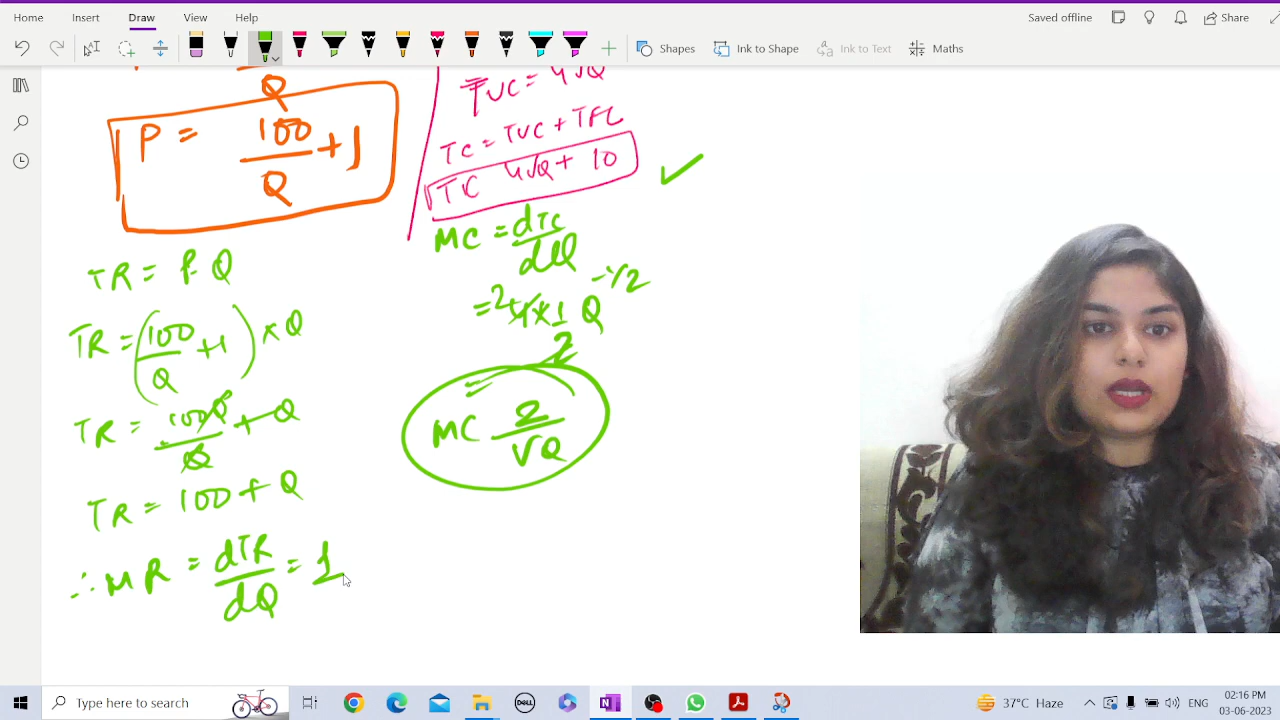 Home Insert Draw View Help
Saved offline Share
Shapes Ink to Shape Ink to Text Maths
Q
P = 100/Q + 1
TVC = 4√Q
TC = TVC + TFC
TC 4√Q + 10
MC = dTC/dQ
= 2 4 × 1/2 Q -1/2
MC 2/√Q
TR = P. Q
TR = (100/Q + 1) × Q
TR = 100Q/Q + Q
TR = 100 + Q
∴ MR = dTR/dQ = 1
Type here to search
DELL
37°C Haze
02:16 PM
03-06-2023